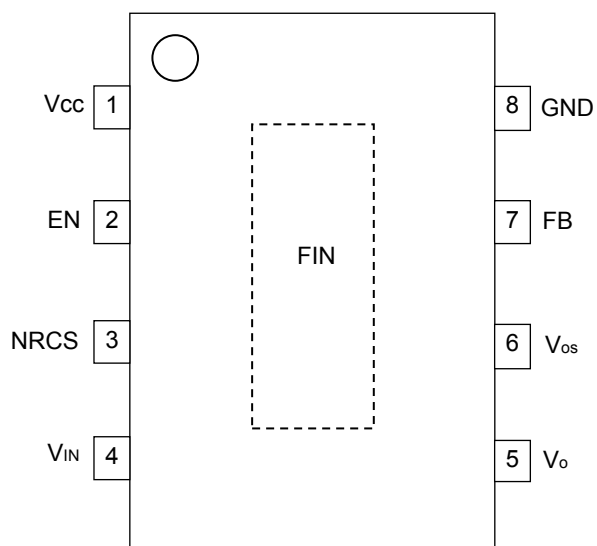 Vcc 1 8 GND
EN 2 7 FB
FIN
NRCS 3 6 Vos
VIN 4 5 Vo